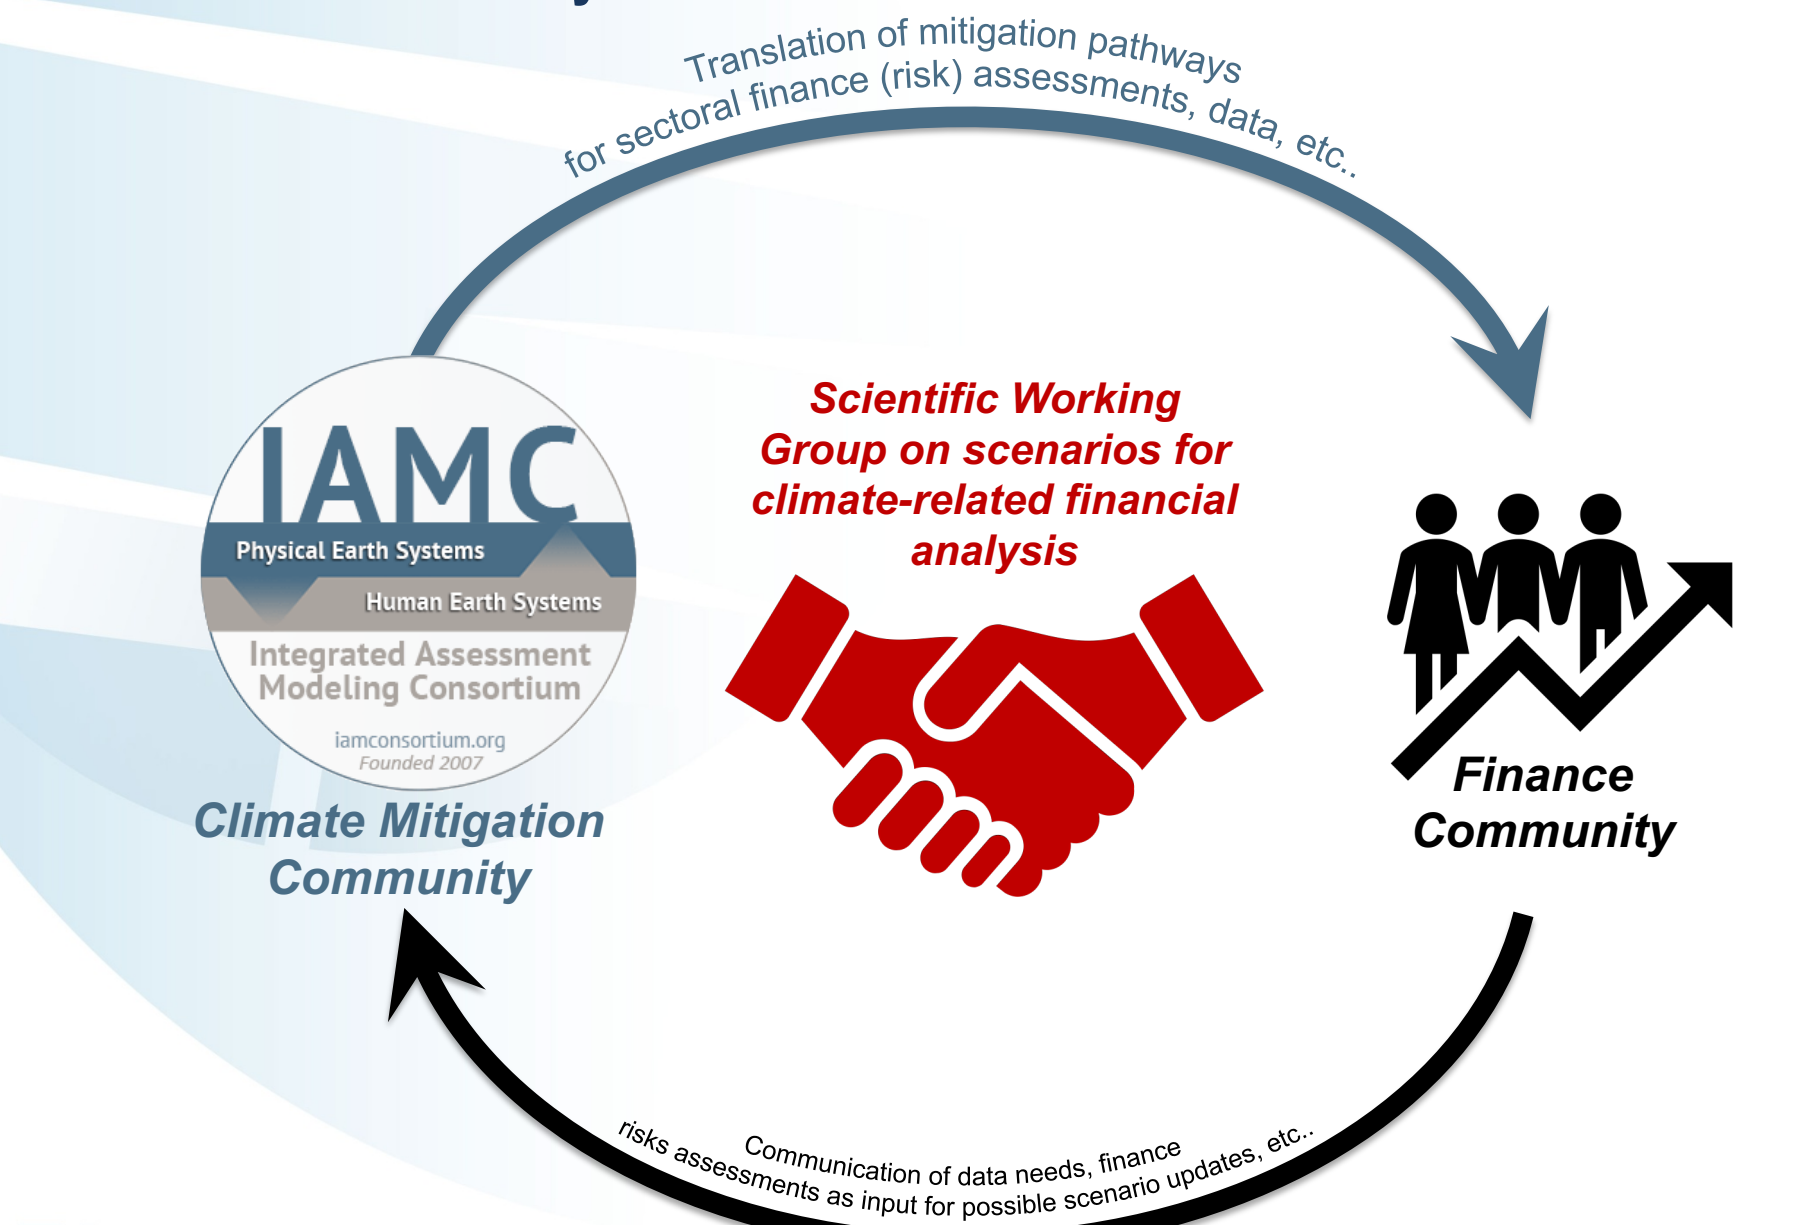 Translation of mitigation pathways
for sectoral finance (risk) assessments, data, etc..
Scientific Working
Group on scenarios for
climate-related financial
analysis
IAMC
Physical Earth Systems
Human Earth Systems
Integrated Assessment
Modeling Consortium
iamconsortium.org
Founded 2007
Climate Mitigation
Community
Finance
Community
Communication of data needs, finance
risks assessments as input for possible scenario updates, etc..